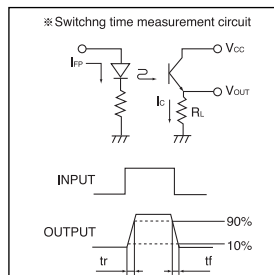 ※Switchng time measurement circuit
IFP
VCC
VOUT
IC
RL
INPUT
OUTPUT
90%
10%
tr
tf